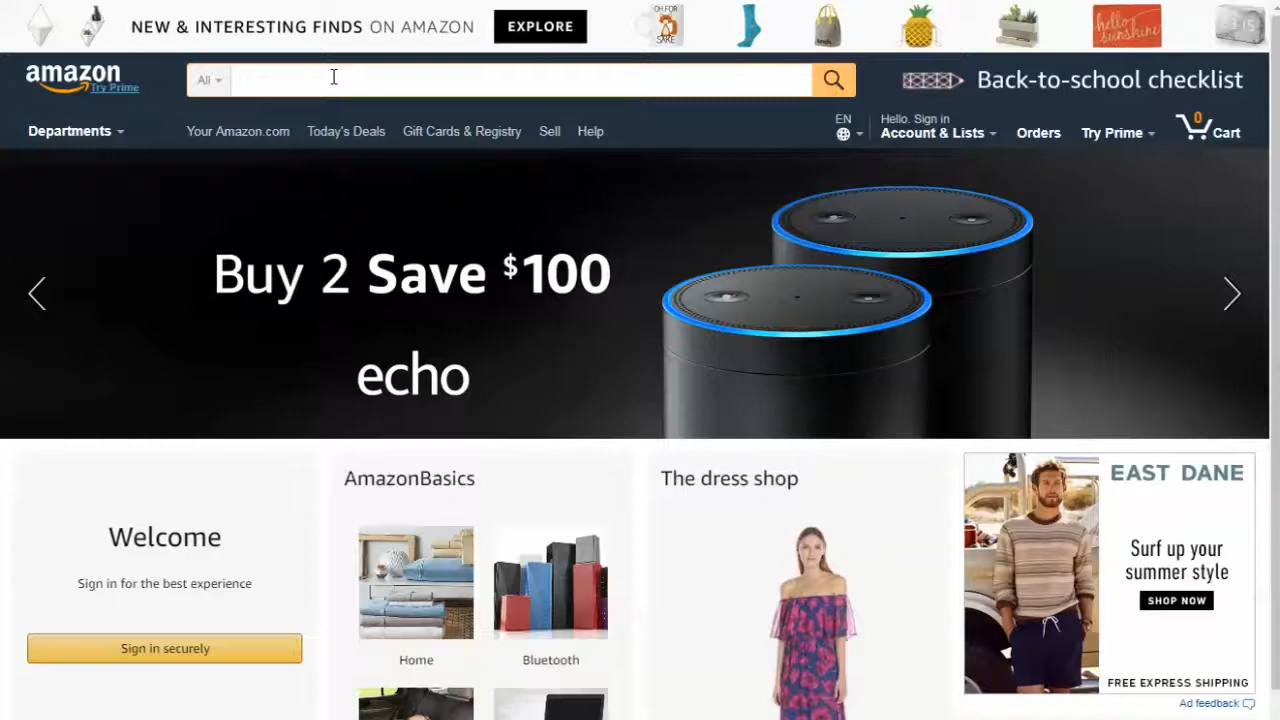 NEW & INTERESTING FINDS ON AMAZON
EXPLORE
OH FOR
SAKE
hello
sunshine
amazon
Try Prime
All
Back-to-school checklist
Departments
Your Amazon.com
Today's Deals
Gift Cards & Registry
Sell
Help
EN
Hello. Sign in
Account & Lists
Orders
Try Prime
0
Cart
Buy 2 Save $100
echo
Welcome
Sign in for the best experience
Sign in securely
AmazonBasics
Home
Bluetooth
The dress shop
EAST DANE
Surf up your
summer style
SHOP NOW
FREE EXPRESS SHIPPING
Ad feedback